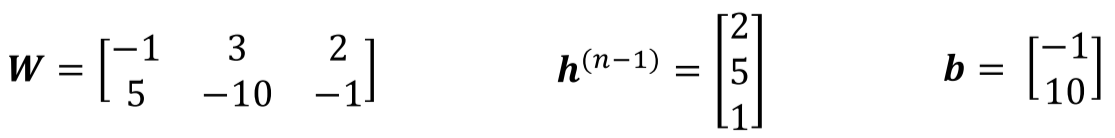 W = [−1 3 2; 5 −10 −1] h^(n−1) = [2; 5; 1] b = [−1; 10]